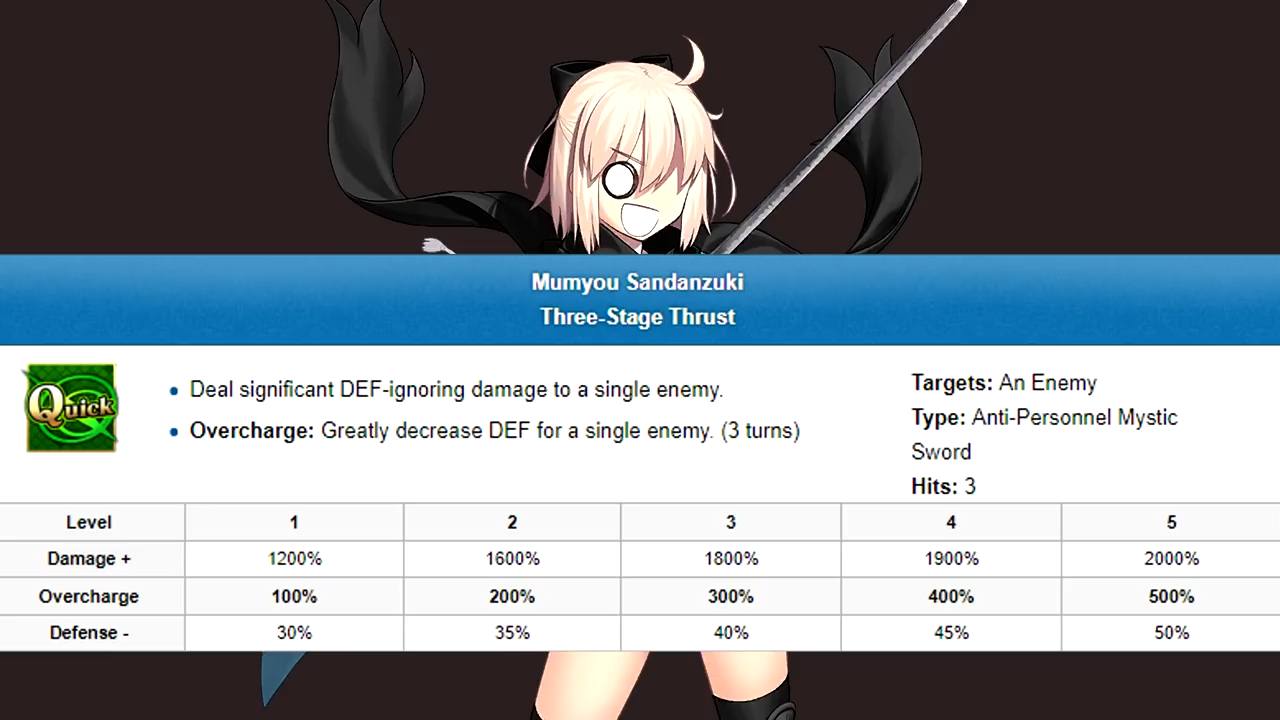 Mumyou Sandanzuki
Three-Stage Thrust
Quick
• Deal significant DEF-ignoring damage to a single enemy.
• Overcharge: Greatly decrease DEF for a single enemy. (3 turns)
Targets: An Enemy
Type: Anti-Personnel Mystic
Sword
Hits: 3
Level 1 2 3 4 5
Damage + 1200% 1600% 1800% 1900% 2000%
Overcharge 100% 200% 300% 400% 500%
Defense - 30% 35% 40% 45% 50%